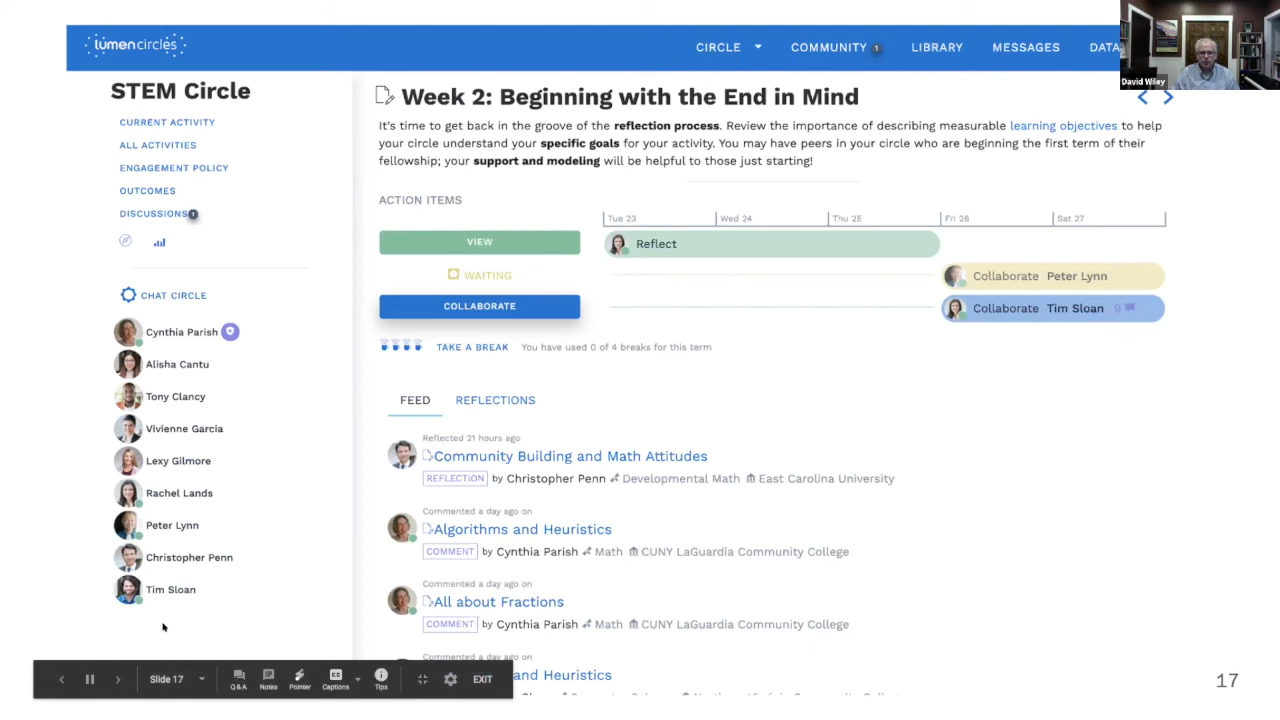 lumen circles
CIRCLE COMMUNITY 1 LIBRARY MESSAGES DATA
David Wiley
STEM Circle
CURRENT ACTIVITY
ALL ACTIVITIES
ENGAGEMENT POLICY
OUTCOMES
DISCUSSIONS 1
CHAT CIRCLE
Cynthia Parish
Alisha Cantu
Tony Clancy
Vivienne Garcia
Lexy Gilmore
Rachel Lands
Peter Lynn
Christopher Penn
Tim Sloan
Week 2: Beginning with the End in Mind
It's time to get back in the groove of the reflection process. Review the importance of describing measurable learning objectives to help
your circle understand your specific goals for your activity. You may have peers in your circle who are beginning the first term of their
fellowship; your support and modeling will be helpful to those just starting!
ACTION ITEMS
Tue 23 Wed 24 Thu 25 Fri 26 Sat 27
VIEW Reflect
WAITING Collaborate Peter Lynn
COLLABORATE Collaborate Tim Sloan 9
TAKE A BREAK You have used 0 of 4 breaks for this term
FEED REFLECTIONS
Reflected 21 hours ago
Community Building and Math Attitudes
REFLECTION by Christopher Penn Developmental Math East Carolina University
Commented a day ago on
Algorithms and Heuristics
COMMENT by Cynthia Parish Math CUNY LaGuardia Community College
Commented a day ago on
All about Fractions
COMMENT by Cynthia Parish Math CUNY LaGuardia Community College
Commented a day ago on
and Heuristics
Slide 17 Q&A Notes Pointer Captions Tips EXIT
17